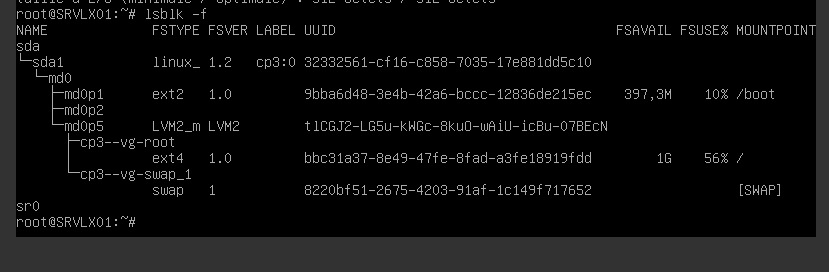 root@SRVLX01:~# lsblk -f
NAME FSTYPE FSVER LABEL UUID FSAVAIL FSUSE% MOUNTPOINT
sda
└─sda1 linux_ 1.2 cp3:0 32332561-cf16-c858-7035-17e881dd5c10
└─md0
├─md0p1 ext2 1.0 9bba6d48-3e4b-42a6-bccc-12836de215ec 397,3M 10% /boot
├─md0p2
└─md0p5 LVM2_m LVM2 tlCGJ2-LG5u-kWGc-8kuO-wAiU-icBu-07BEcN
├─cp3--vg-root
│ ext4 1.0 bbc31a37-8e49-47fe-8fad-a3fe18919fdd 1G 56% /
└─cp3--vg-swap_1
swap 1 8220bf51-2675-4203-91af-1c149f717652 [SWAP]
sr0
root@SRVLX01:~#